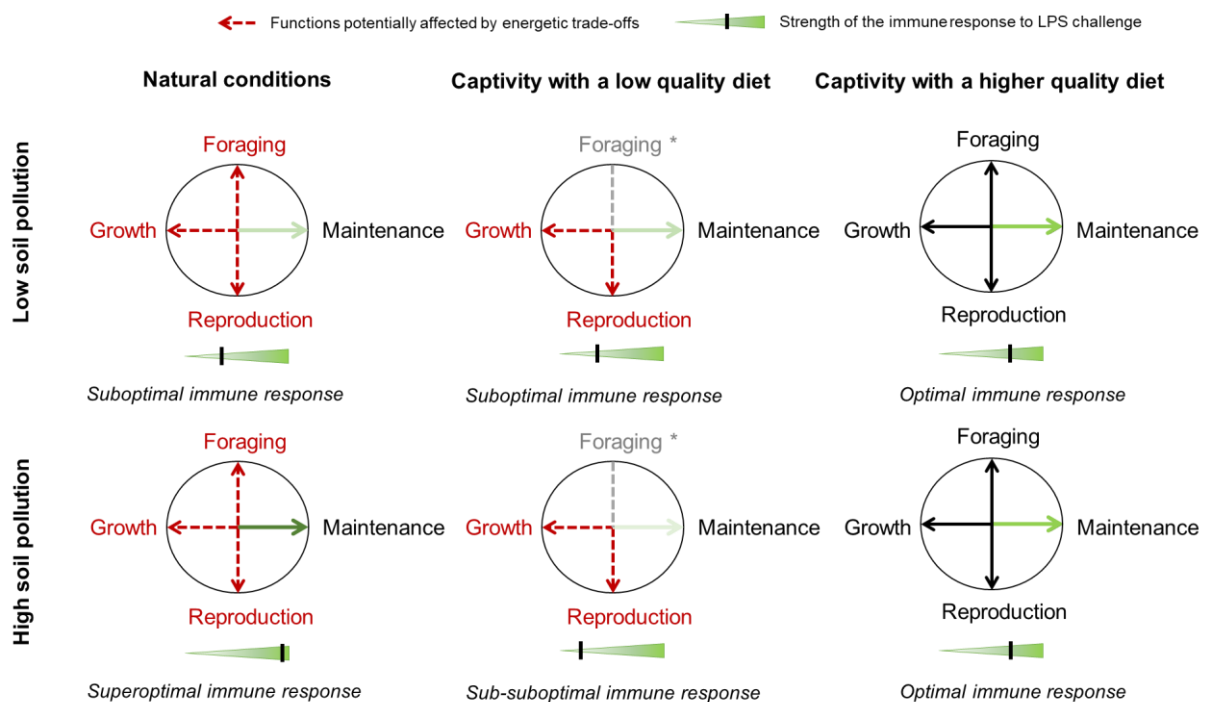 Functions potentially affected by energetic trade-offs
Strength of the immune response to LPS challenge
Natural conditions
Captivity with a low quality diet
Captivity with a higher quality diet
Low soil pollution
Foraging
Growth
Maintenance
Reproduction
Suboptimal immune response
Foraging *
Growth
Maintenance
Reproduction
Suboptimal immune response
Foraging
Growth
Maintenance
Reproduction
Optimal immune response
High soil pollution
Foraging
Growth
Maintenance
Reproduction
Superoptimal immune response
Foraging *
Growth
Maintenance
Reproduction
Sub-suboptimal immune response
Foraging
Growth
Maintenance
Reproduction
Optimal immune response